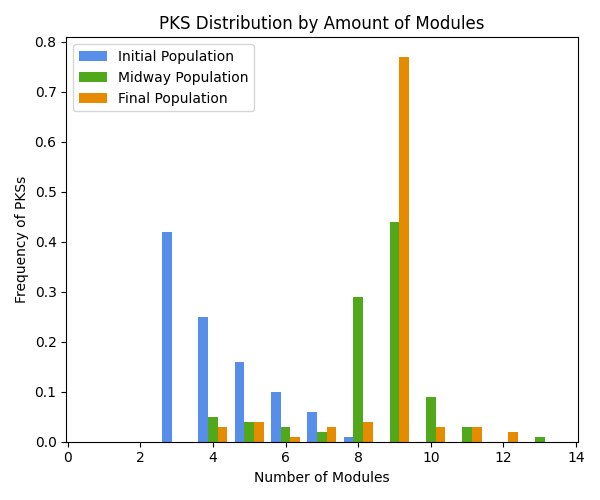 PKS Distribution by Amount of Modules
Initial Population
Midway Population
Final Population
0.8
0.7
0.6
0.5
0.4
0.3
0.2
0.1
0.0
Frequency of PKSs
0 2 4 6 8 10 12 14
Number of Modules